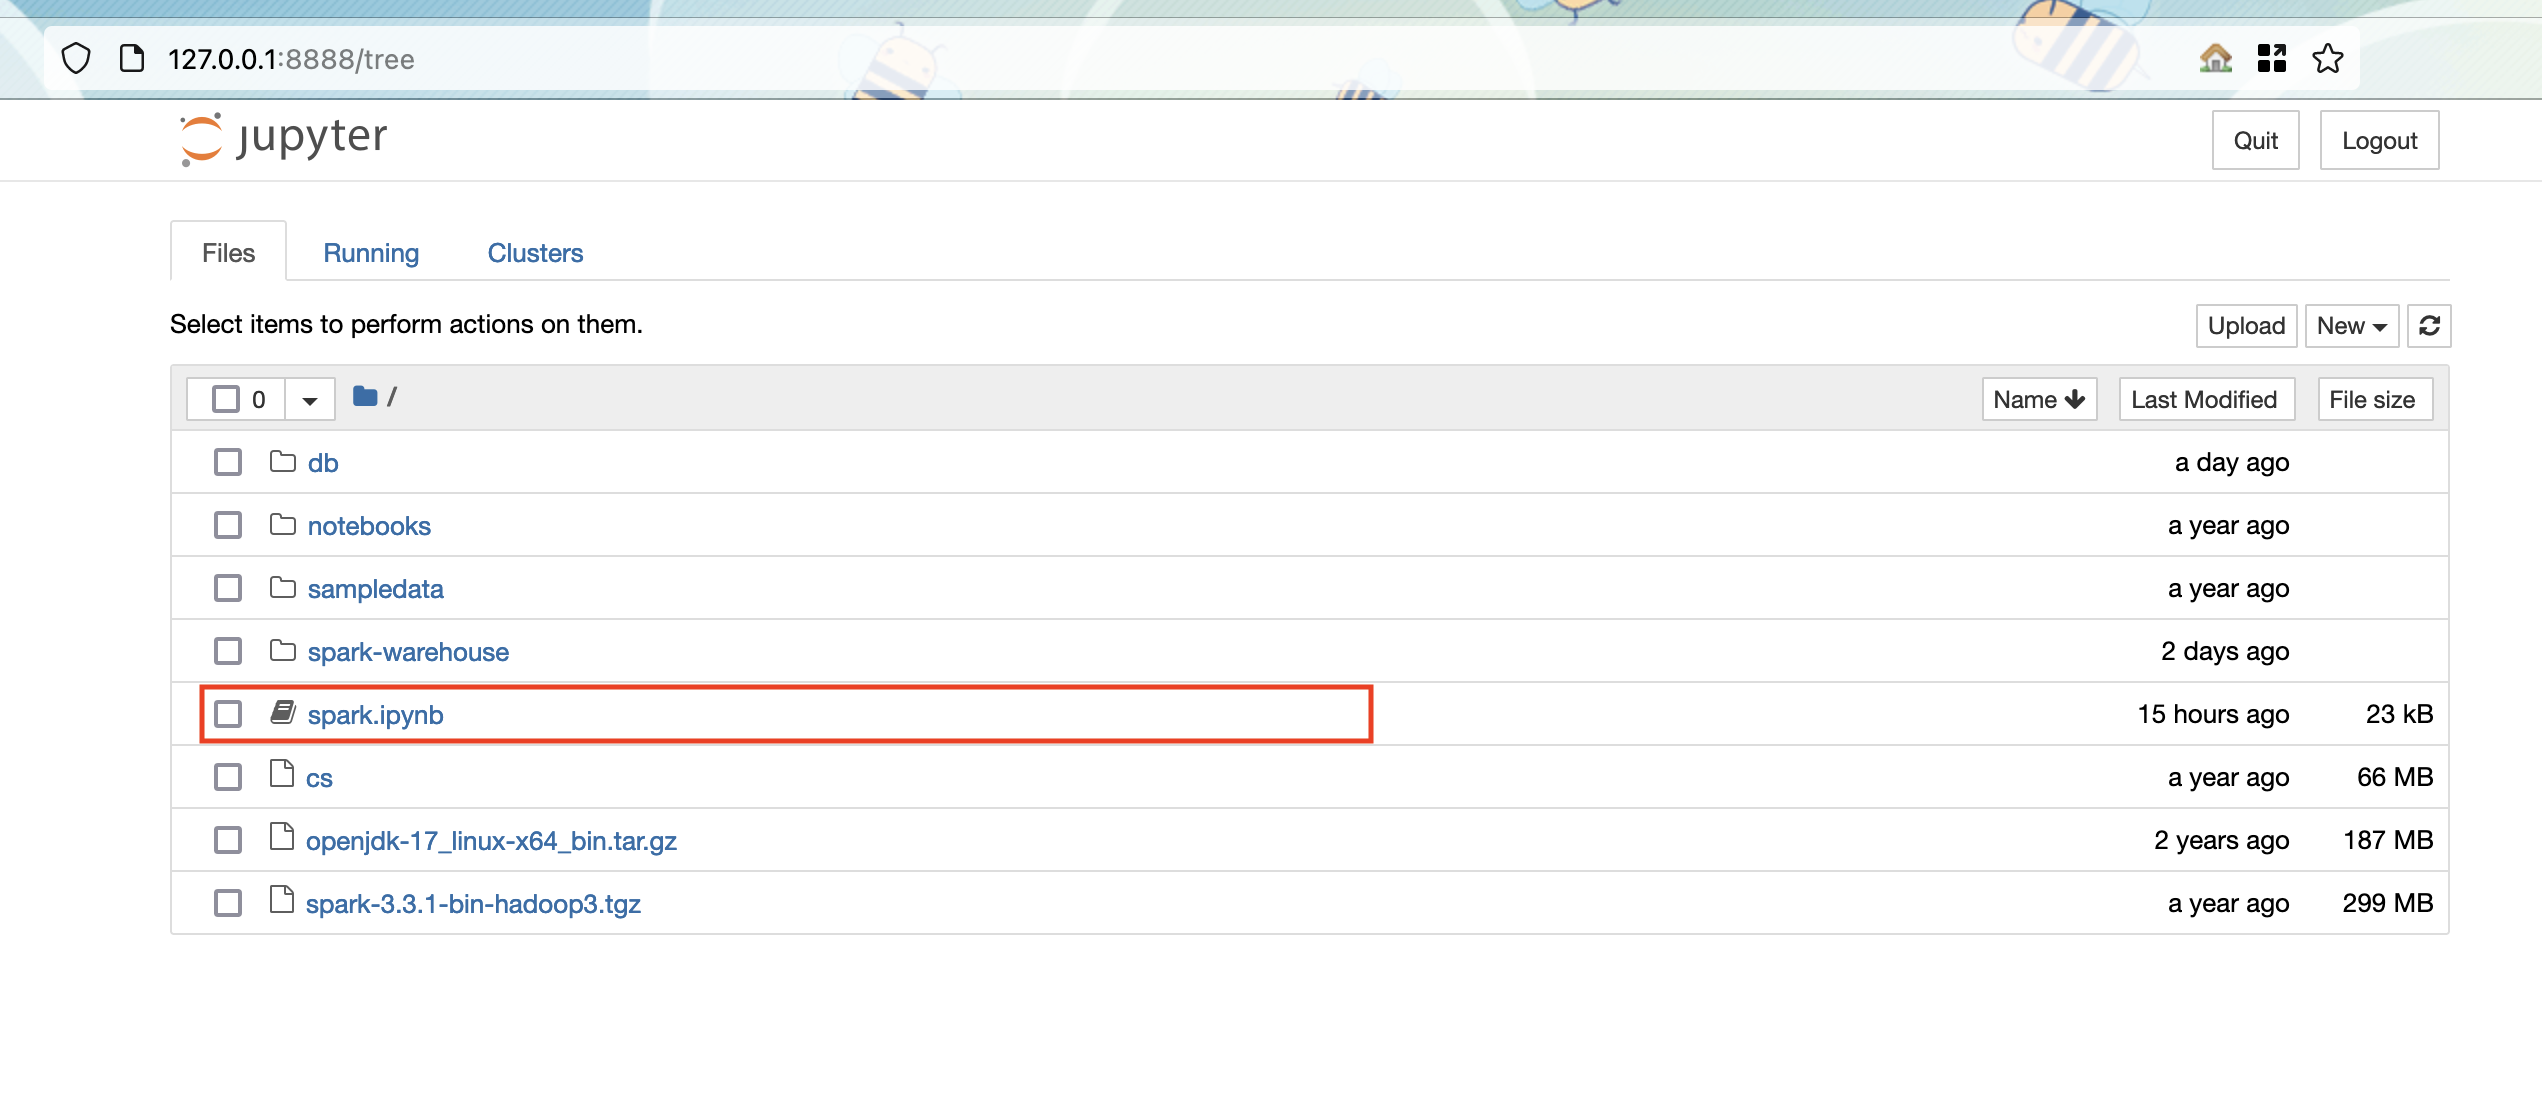 127.0.0.1:8888/tree
jupyter
Quit Logout
Files Running Clusters
Select items to perform actions on them.
Upload New
0 / Name Last Modified File size
db a day ago
notebooks a year ago
sampledata a year ago
spark-warehouse 2 days ago
spark.ipynb 15 hours ago 23 kB
cs a year ago 66 MB
openjdk-17_linux-x64_bin.tar.gz 2 years ago 187 MB
spark-3.3.1-bin-hadoop3.tgz a year ago 299 MB